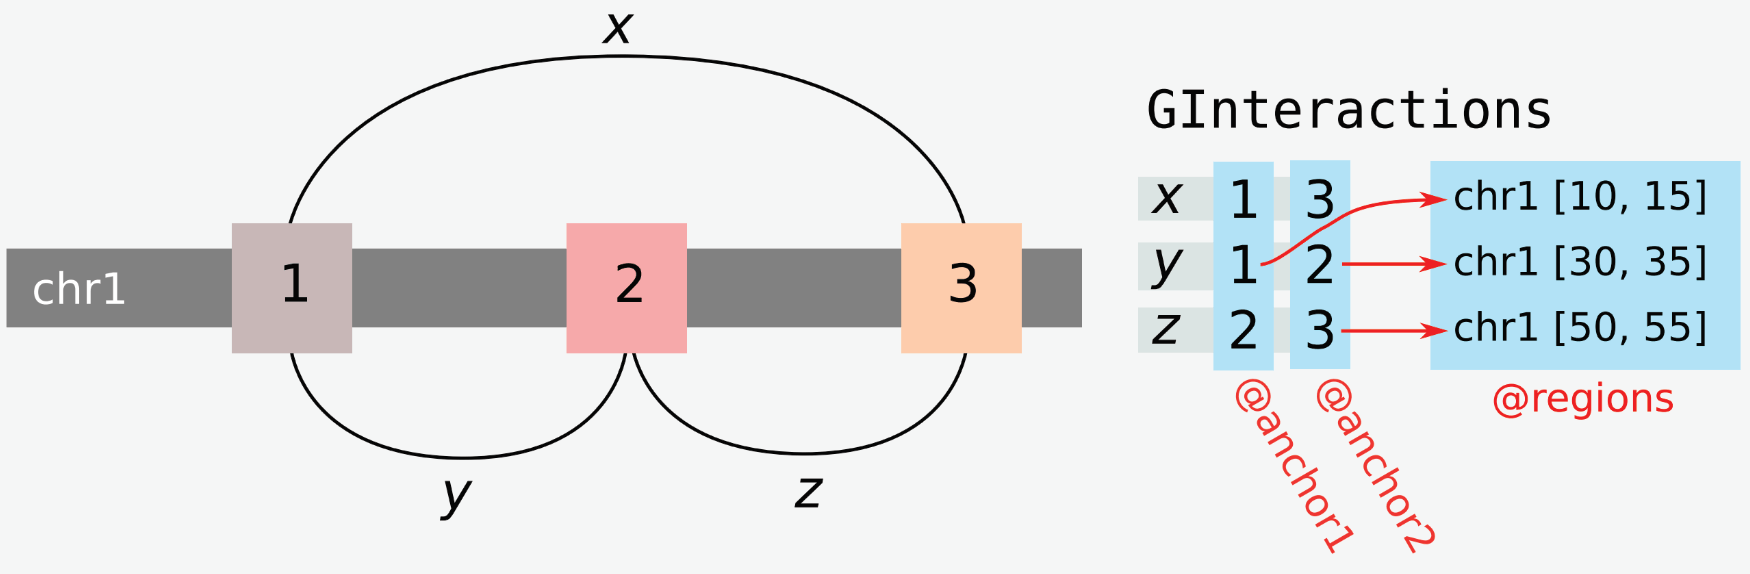 x
chr1 1 2 3
y z
GInteractions
x 1 3 chr1 [10, 15]
y 1 2 chr1 [30, 35]
z 2 3 chr1 [50, 55]
@anchor1 @anchor2 @regions